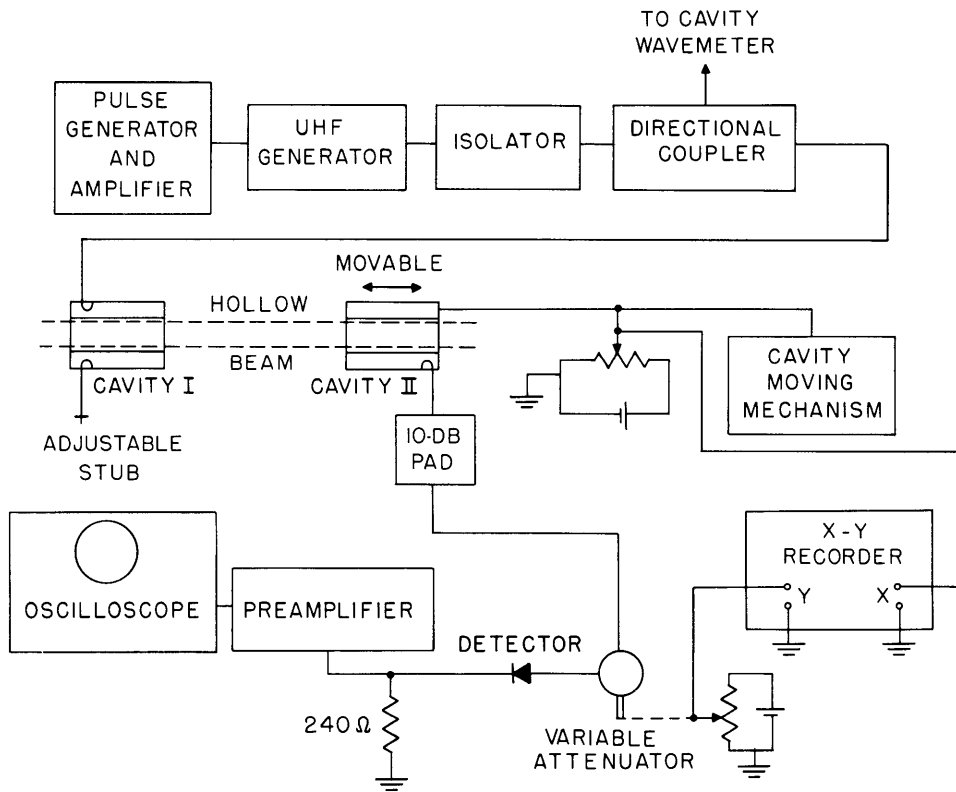 TO CAVITY
WAVEMETER
PULSE
GENERATOR
AND
AMPLIFIER
UHF
GENERATOR
ISOLATOR
DIRECTIONAL
COUPLER
MOVABLE
HOLLOW
BEAM
CAVITY I
CAVITY II
CAVITY
MOVING
MECHANISM
ADJUSTABLE
STUB
10-DB
PAD
X-Y
RECORDER
Y
X
OSCILLOSCOPE
PREAMPLIFIER
DETECTOR
240Ω
VARIABLE
ATTENUATOR